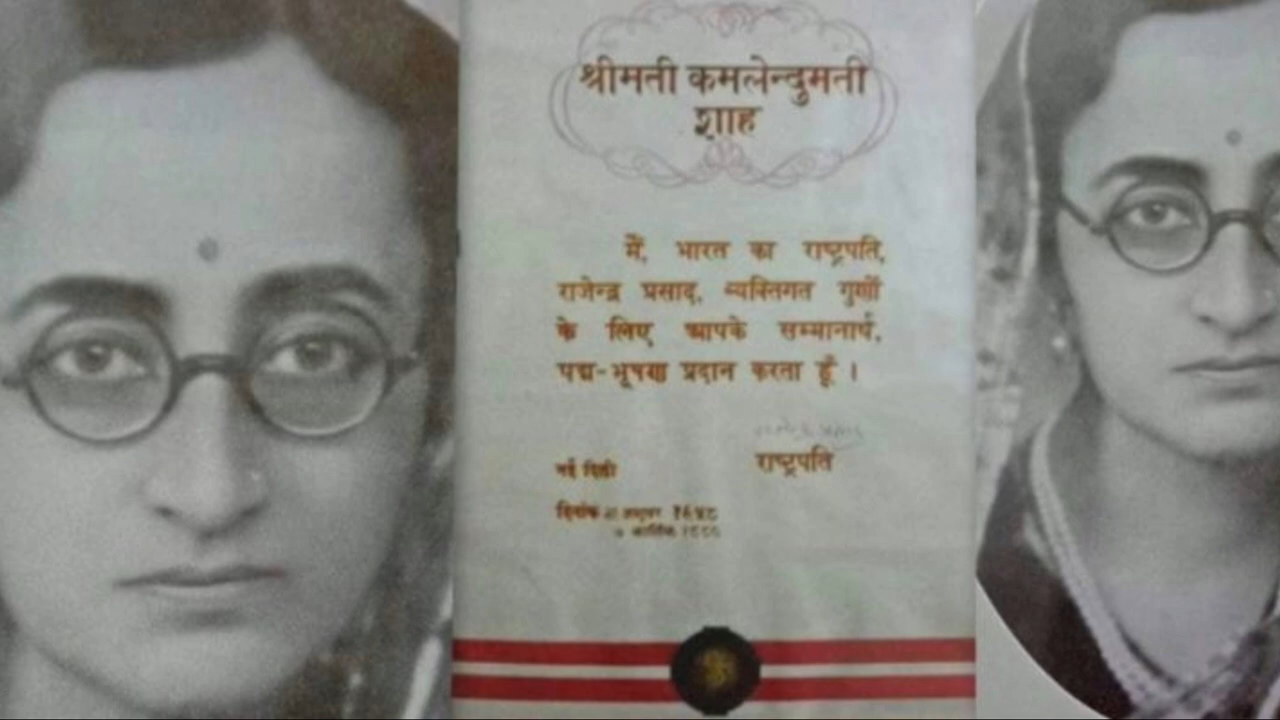 श्रीमती कमलेन्दुमती
शाह
मैं, भारत का राष्ट्रपति,
राजेन्द्र प्रसाद, व्यक्तिगत गुणों
के लिए आपके सम्मानार्थ,
पद्म-भूषण प्रदान करता हूँ ।
राष्ट्रपति
नई दिल्ली
दिनांक